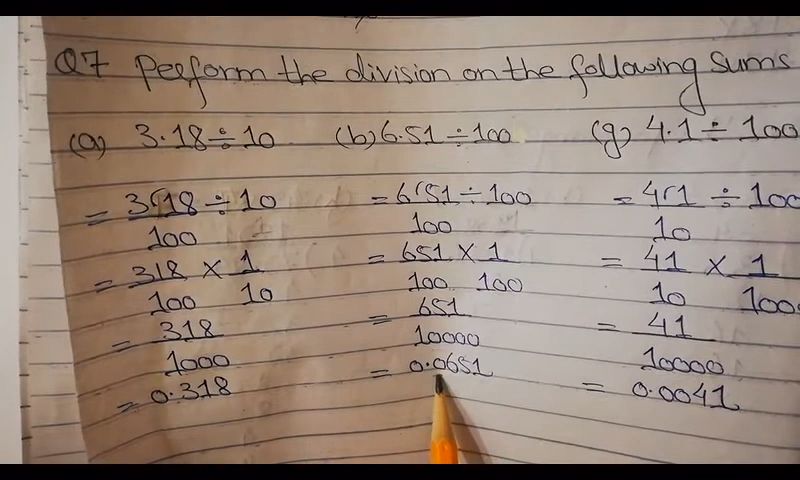 Q7 Perform the division on the following sums
(a) 3.18÷10 (b) 6.51÷100 (g) 4.1÷100
= 318/100 ÷ 10 = 651/100 ÷ 100 = 41/10 ÷ 100
= 318/100 × 1/10 = 651/100 × 1/100 = 41/10 × 1/100
= 318/1000 = 651/10000 = 41/10000
= 0.318 = 0.0651 = 0.0041